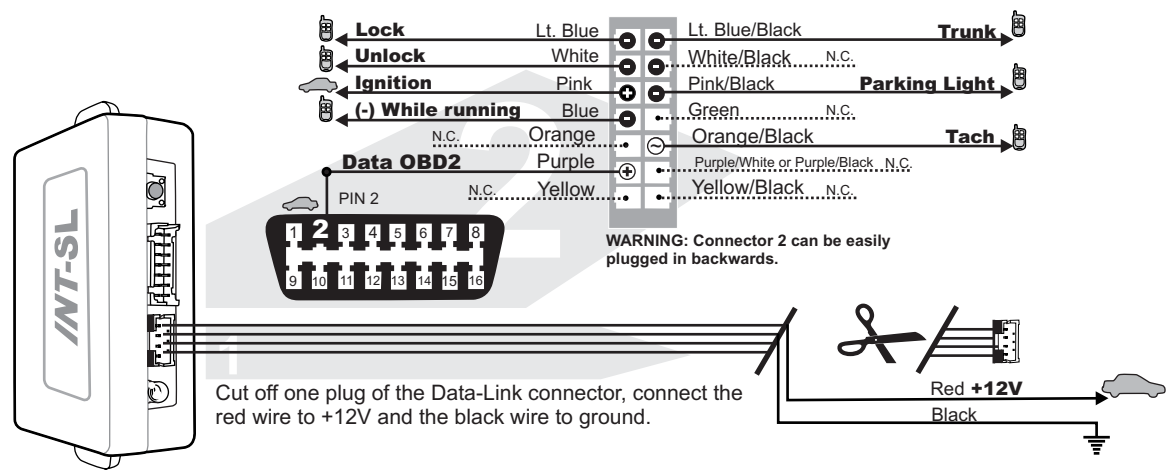 Lock Lt. Blue Lt. Blue/Black Trunk
Unlock White White/Black N.C.
Ignition Pink Pink/Black Parking Light
(-) While running Blue Green N.C.
N.C. Orange Orange/Black Tach
Data OBD2 Purple Purple/White or Purple/Black N.C.
N.C. Yellow Yellow/Black N.C.
PIN 2
1 2 3 4 5 6 7 8
9 10 11 12 13 14 15 16
WARNING: Connector 2 can be easily
plugged in backwards.
2
INT-SL
1
Cut off one plug of the Data-Link connector, connect the
red wire to +12V and the black wire to ground.
Red +12V
Black